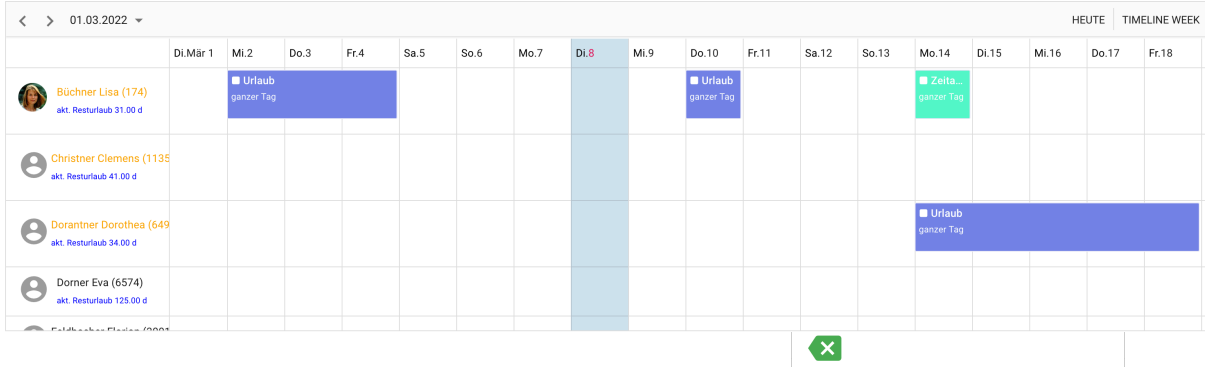 01.03.2022
HEUTE TIMELINE WEEK
Di.Mär 1 Mi.2 Do.3 Fr.4 Sa.5 So.6 Mo.7 Di.8 Mi.9 Do.10 Fr.11 Sa.12 So.13 Mo.14 Di.15 Mi.16 Do.17 Fr.18
Büchner Lisa (174)
akt. Resturlaub 31.00 d
Urlaub
ganzer Tag
Urlaub
ganzer Tag
Zeita...
ganzer Tag
Christner Clemens (1135
akt. Resturlaub 41.00 d
Dorantner Dorothea (649
akt. Resturlaub 34.00 d
Urlaub
ganzer Tag
Dorner Eva (6574)
akt. Resturlaub 125.00 d